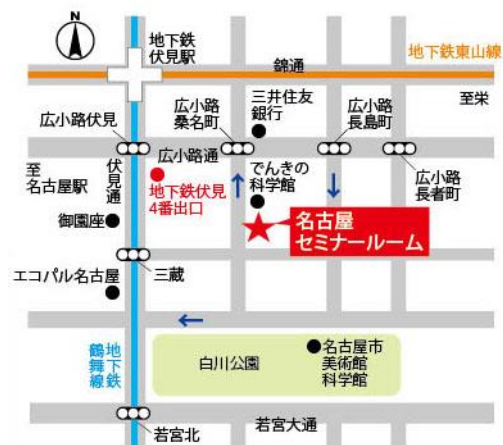 N
地下鉄
伏見駅
地下鉄東山線
錦通
至栄
広小路伏見
広小路
桑名町
三井住友
銀行
広小路
長島町
広小路通
至
名古屋駅
伏見通
地下鉄伏見
4番出口
でんきの
科学館
広小路
長者町
御園座
名古屋
セミナールーム
エコパル名古屋
三蔵
地下鉄
鶴舞線
白川公園
名古屋市
美術館
科学館
若宮大通
若宮北